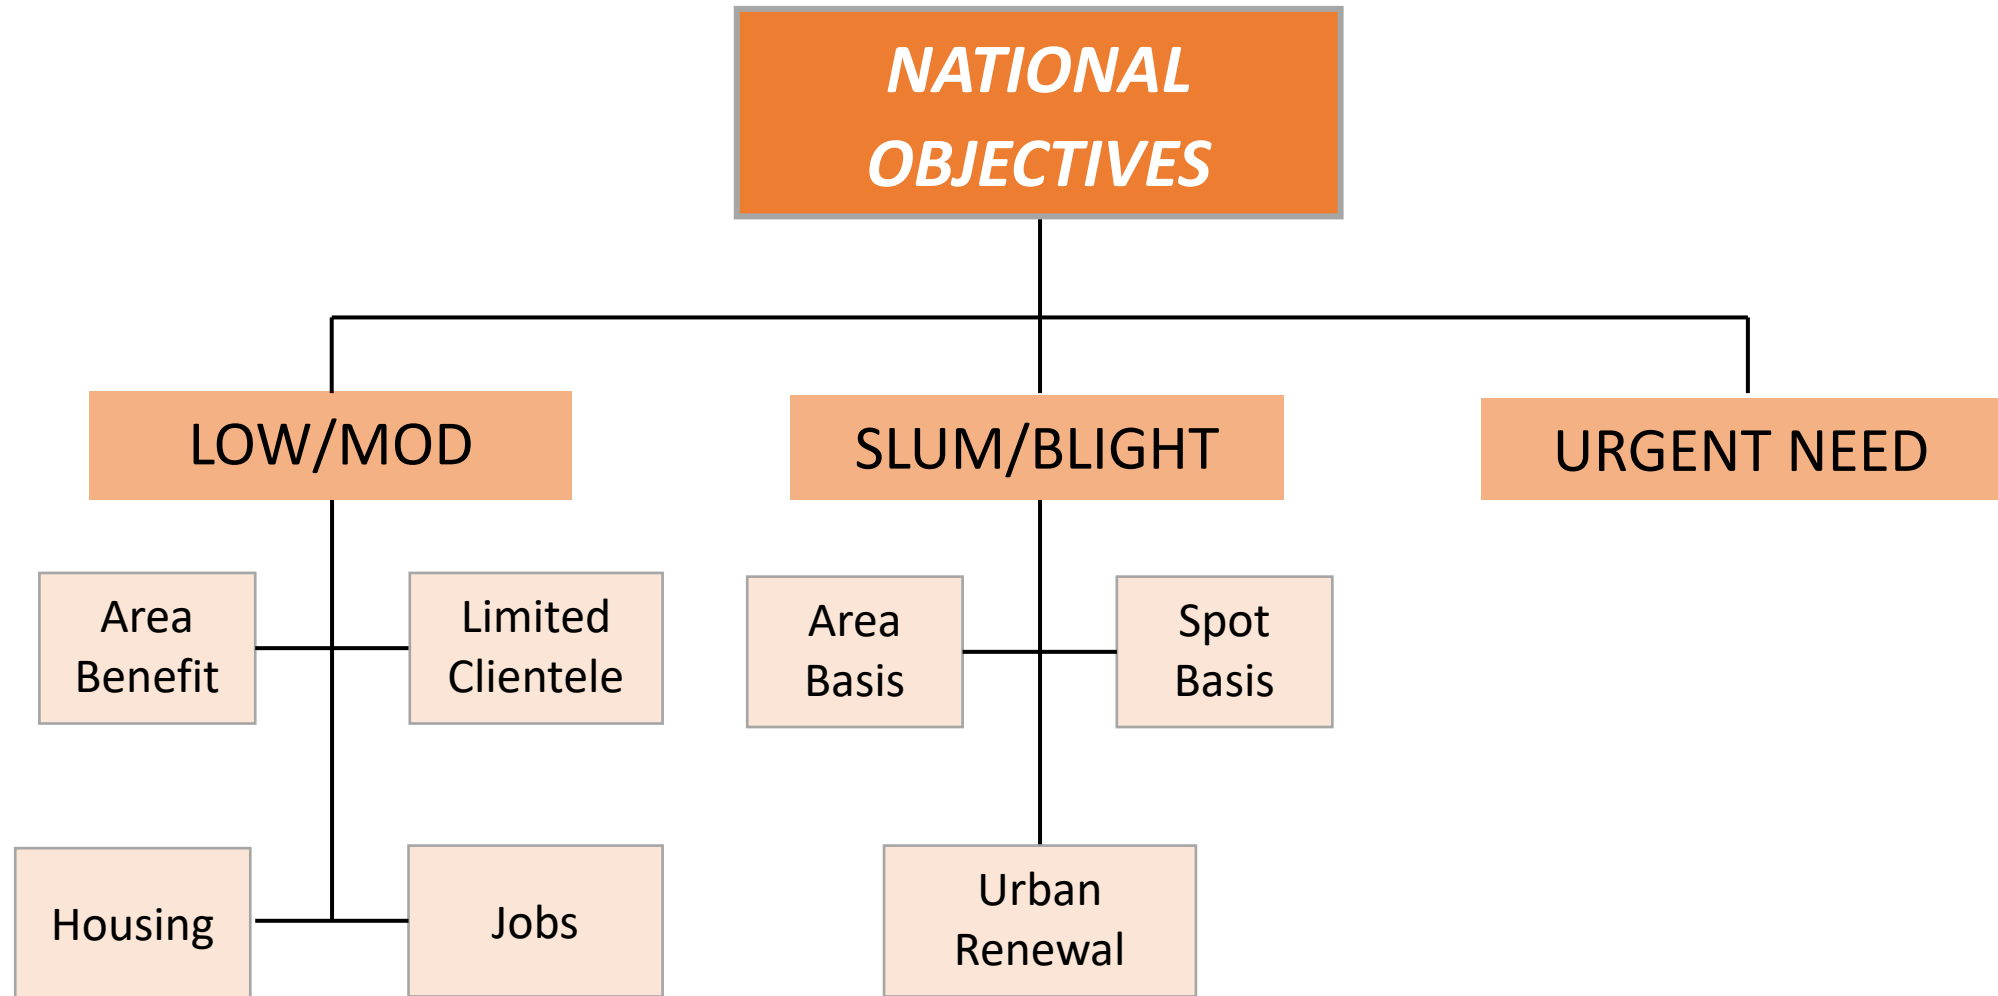 NATIONAL
OBJECTIVES
LOW/MOD
SLUM/BLIGHT
URGENT NEED
Area
Benefit
Limited
Clientele
Area
Basis
Spot
Basis
Housing
Jobs
Urban
Renewal